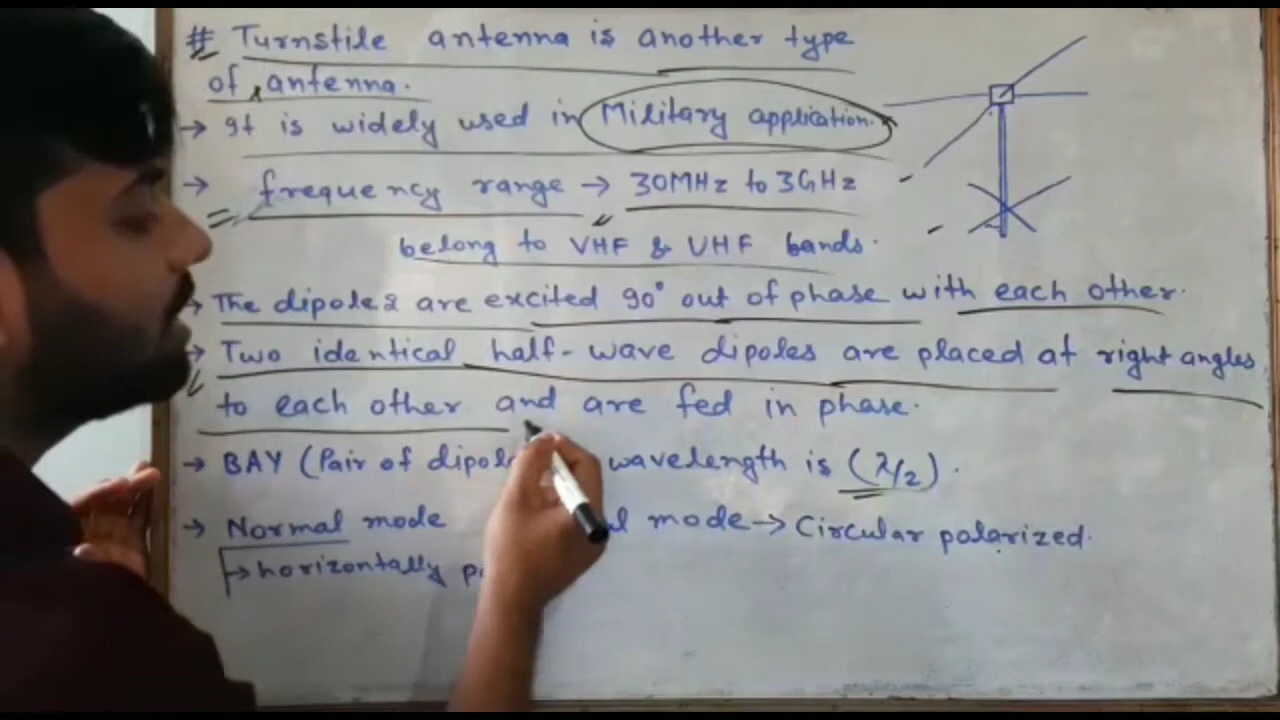 # Turnstile antenna is another type
of antenna.
→ It is widely used in Military application.
→ frequency range → 30MHz to 3GHz
belong to VHF & UHF bands.
→ The dipoles are excited 90° out of phase with each other.
→ Two identical half-wave dipoles are placed at right angles
to each other and are fed in phase.
→ BAY (Pair of wavelength is (λ/2).
→ Normal mode mode → Circular polarized.
↳ horizontally